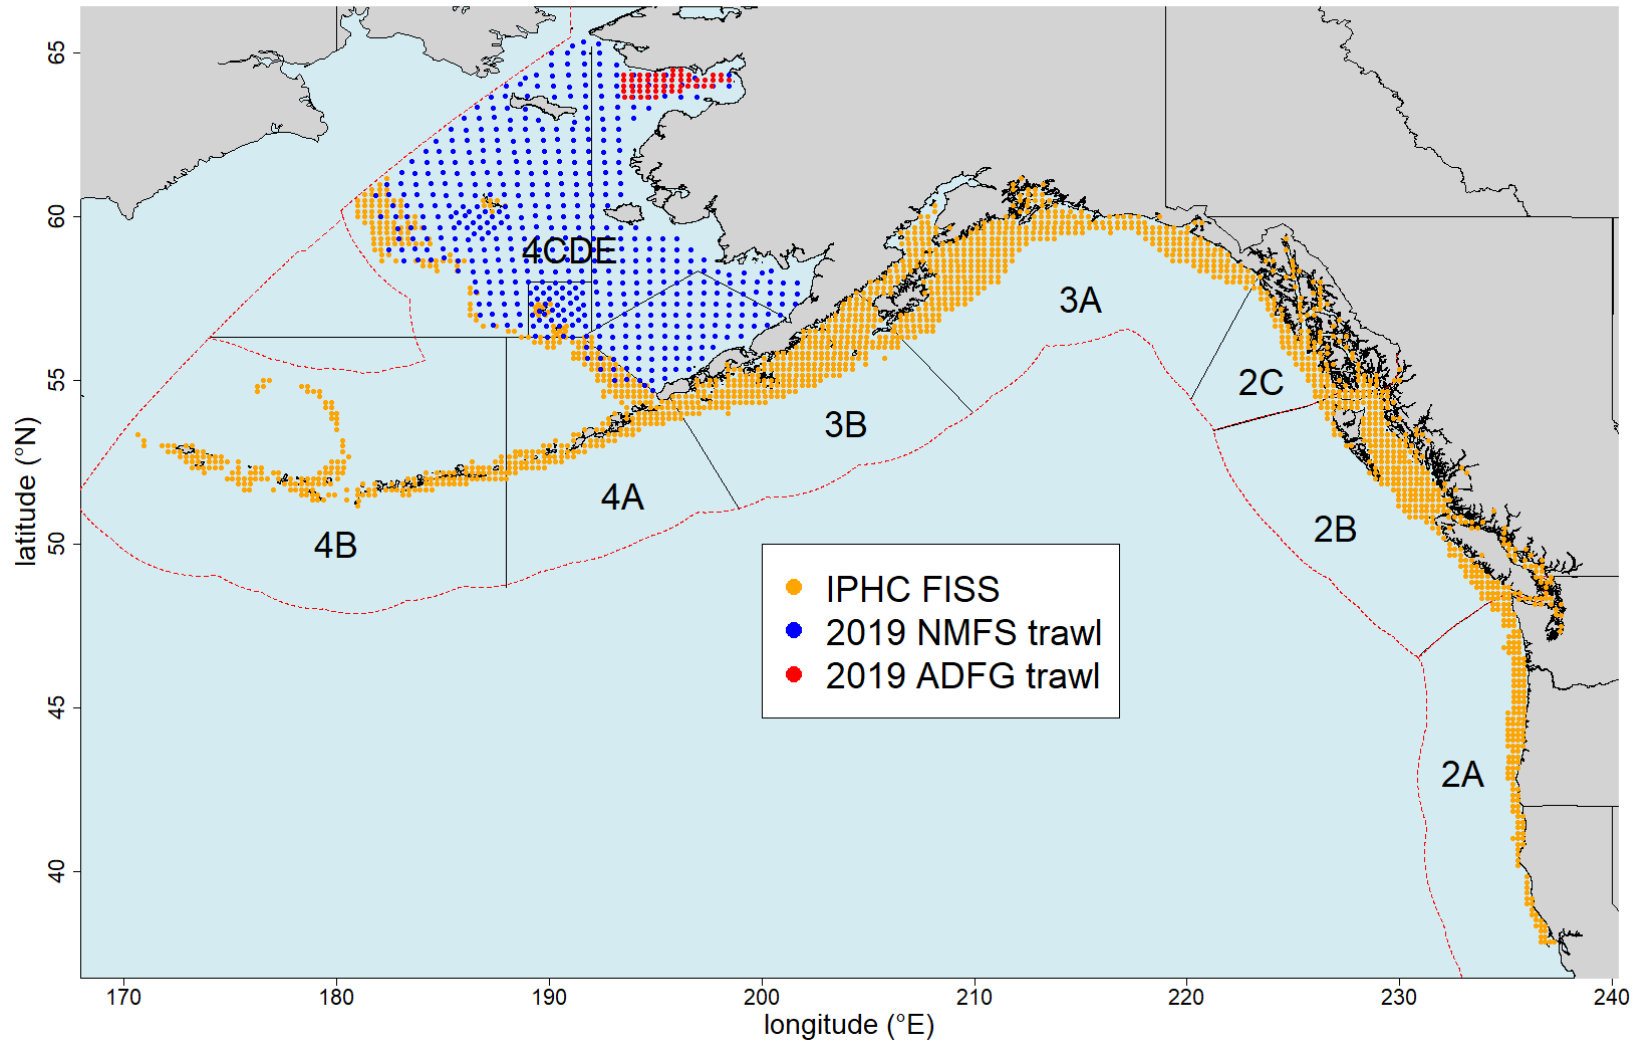 65
60
55
50
45
40
latitude (°N)
4CDE
3A
2C
3B
4A
2B
4B
IPHC FISS
2019 NMFS trawl
2019 ADFG trawl
2A
170
180
190
200
210
220
230
240
longitude (°E)